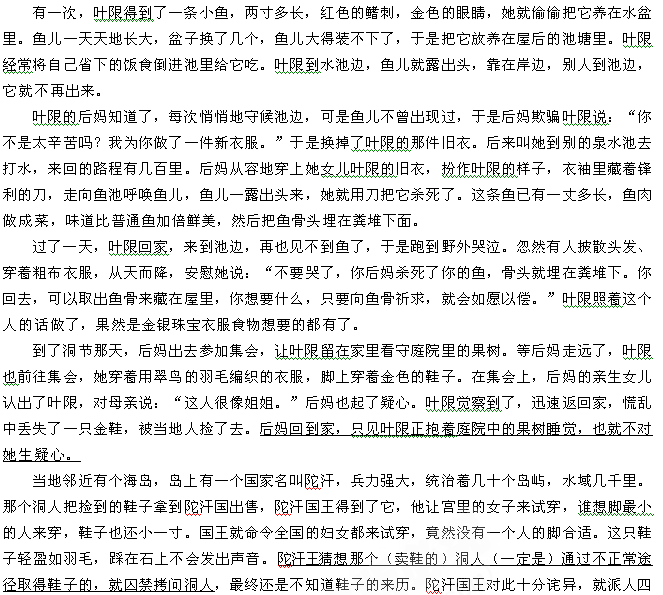 有一次，叶限得到了一条小鱼，两寸多长，红色的鳍刺，金色的眼睛，她就偷偷把它养在水盆
里。鱼儿一天天地长大，盆子换了几个，鱼儿大得装不下了，于是把它放养在屋后的池塘里。叶限
经常将自己省下的饭食倒进池里给它吃。叶限到水池边，鱼儿就露出头，靠在岸边，别人到池边，
它就不再出来。
叶限的后妈知道了，每次悄悄地守候池边，可是鱼儿不曾出现过，于是后妈欺骗叶限说：“你
不是太辛苦吗？我为你做了一件新衣服。”于是换掉了叶限的那件旧衣。后来叫她到别的泉水池去
打水，来回的路程有几百里。后妈从容地穿上她女儿叶限的旧衣，扮作叶限的样子，衣袖里藏着锋
利的刀，走向鱼池呼唤鱼儿，鱼儿一露出头来，她就用刀把它杀死了。这条鱼已有一丈多长，鱼肉
做成菜，味道比普通鱼加倍鲜美，然后把鱼骨头埋在粪堆下面。
过了一天，叶限回家，来到池边，再也见不到鱼了，于是跑到野外哭泣。忽然有人披散头发、
穿着粗布衣服，从天而降，安慰她说：“不要哭了，你后妈杀死了你的鱼，骨头就埋在粪堆下。你
回去，可以取出鱼骨来藏在屋里，你想要什么，只要向鱼骨祈求，就会如愿以偿。”叶限照着这个
人的话做了，果然是金银珠宝衣服食物想要的都有了。
到了洞节那天，后妈出去参加集会，让叶限留在家里看守庭院里的果树。等后妈走远了，叶限
也前往集会，她穿着用翠鸟的羽毛编织的衣服，脚上穿着金色的鞋子。在集会上，后妈的亲生女儿
认出了叶限，对母亲说：“这人很像姐姐。”后妈也起了疑心。叶限觉察到了，迅速返回家，慌乱
中丢失了一只金鞋，被当地人捡了去。后妈回到家，只见叶限正抱着庭院中的果树睡觉，也就不对
她生疑心。
当地邻近有个海岛，岛上有一个国家名叫陀汗，兵力强大，统治着几十个岛屿，水域几千里。
那个洞人把捡到的鞋子拿到陀汗国出售，陀汗国王得到了它，他让宫里的女子来试穿，谁想脚最小
的人来穿，鞋子也还小一寸。国王就命令全国的妇女都来试穿，竟然没有一个人的脚合适。这只鞋
子轻盈如羽毛，踩在石上不会发出声音。陀汗王猜想那个（卖鞋的）洞人（一定是）通过不正常途
径取得鞋子的，就囚禁拷问洞人，最终还是不知道鞋子的来历。陀汗国王对此十分诧异，就派人四